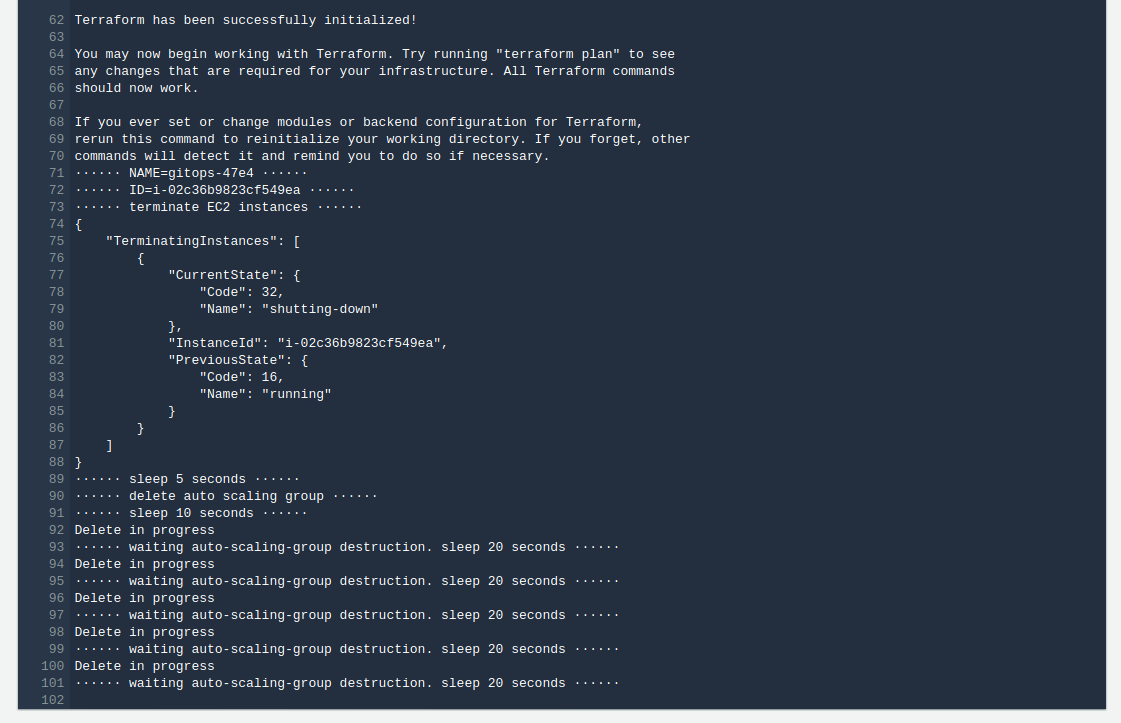 62 Terraform has been successfully initialized!
63
64 You may now begin working with Terraform. Try running "terraform plan" to see
65 any changes that are required for your infrastructure. All Terraform commands
66 should now work.
67
68 If you ever set or change modules or backend configuration for Terraform,
69 rerun this command to reinitialize your working directory. If you forget, other
70 commands will detect it and remind you to do so if necessary.
71 ······ NAME=gitops-47e4 ······
72 ······ ID=i-02c36b9823cf549ea ······
73 ······ terminate EC2 instances ······
74 {
75     "TerminatingInstances": [
76         {
77             "CurrentState": {
78                 "Code": 32,
79                 "Name": "shutting-down"
80             },
81             "InstanceId": "i-02c36b9823cf549ea",
82             "PreviousState": {
83                 "Code": 16,
84                 "Name": "running"
85             }
86         }
87     ]
88 }
89 ······ sleep 5 seconds ······
90 ······ delete auto scaling group ······
91 ······ sleep 10 seconds ······
92 Delete in progress
93 ······ waiting auto-scaling-group destruction. sleep 20 seconds ······
94 Delete in progress
95 ······ waiting auto-scaling-group destruction. sleep 20 seconds ······
96 Delete in progress
97 ······ waiting auto-scaling-group destruction. sleep 20 seconds ······
98 Delete in progress
99 ······ waiting auto-scaling-group destruction. sleep 20 seconds ······
100 Delete in progress
101 ······ waiting auto-scaling-group destruction. sleep 20 seconds ······
102